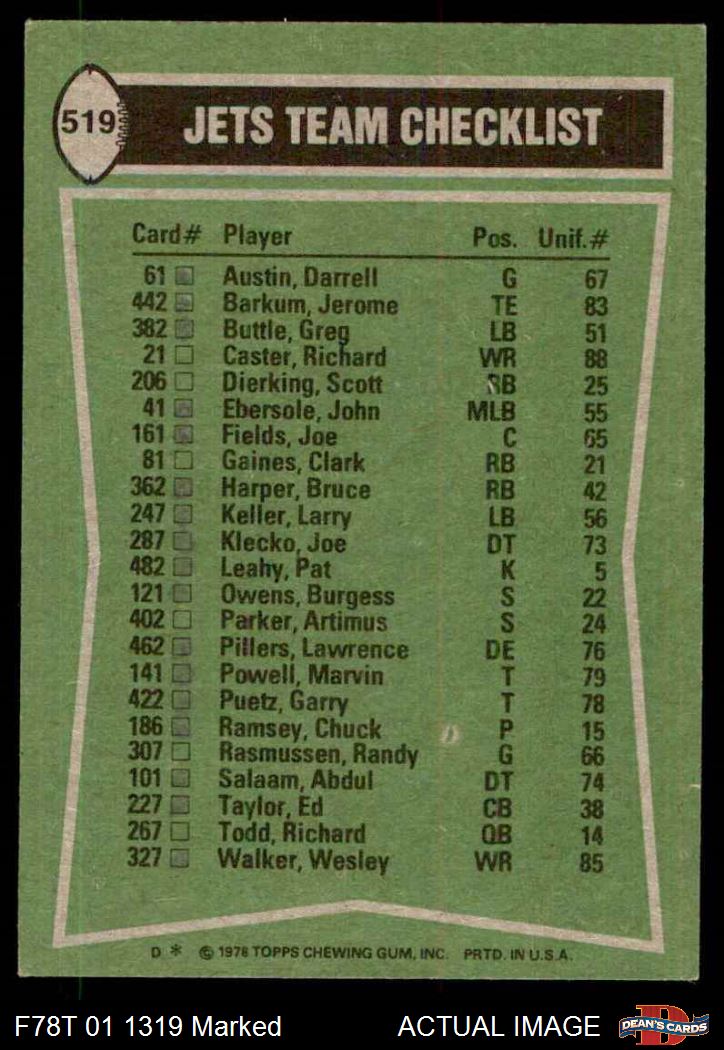 519 JETS TEAM CHECKLIST
Card# Player Pos. Unif.#
61 Austin, Darrell G 67
442 Barkum, Jerome TE 83
382 Buttle, Greg LB 51
21 Caster, Richard WR 88
206 Dierking, Scott RB 25
41 Ebersole, John MLB 55
161 Fields, Joe C 65
81 Gaines, Clark RB 21
362 Harper, Bruce RB 42
247 Keller, Larry LB 56
287 Klecko, Joe DT 73
482 Leahy, Pat K 5
121 Owens, Burgess S 22
402 Parker, Artimus S 24
462 Pillers, Lawrence DE 76
141 Powell, Marvin T 79
422 Puetz, Garry T 78
186 Ramsey, Chuck P 15
307 Rasmussen, Randy G 66
101 Salaam, Abdul DT 74
227 Taylor, Ed CB 38
267 Todd, Richard QB 14
327 Walker, Wesley WR 85
D * © 1978 TOPPS CHEWING GUM, INC. PRTD. IN U.S.A.
F78T 01 1319 Marked ACTUAL IMAGE D DEAN'S CARDS